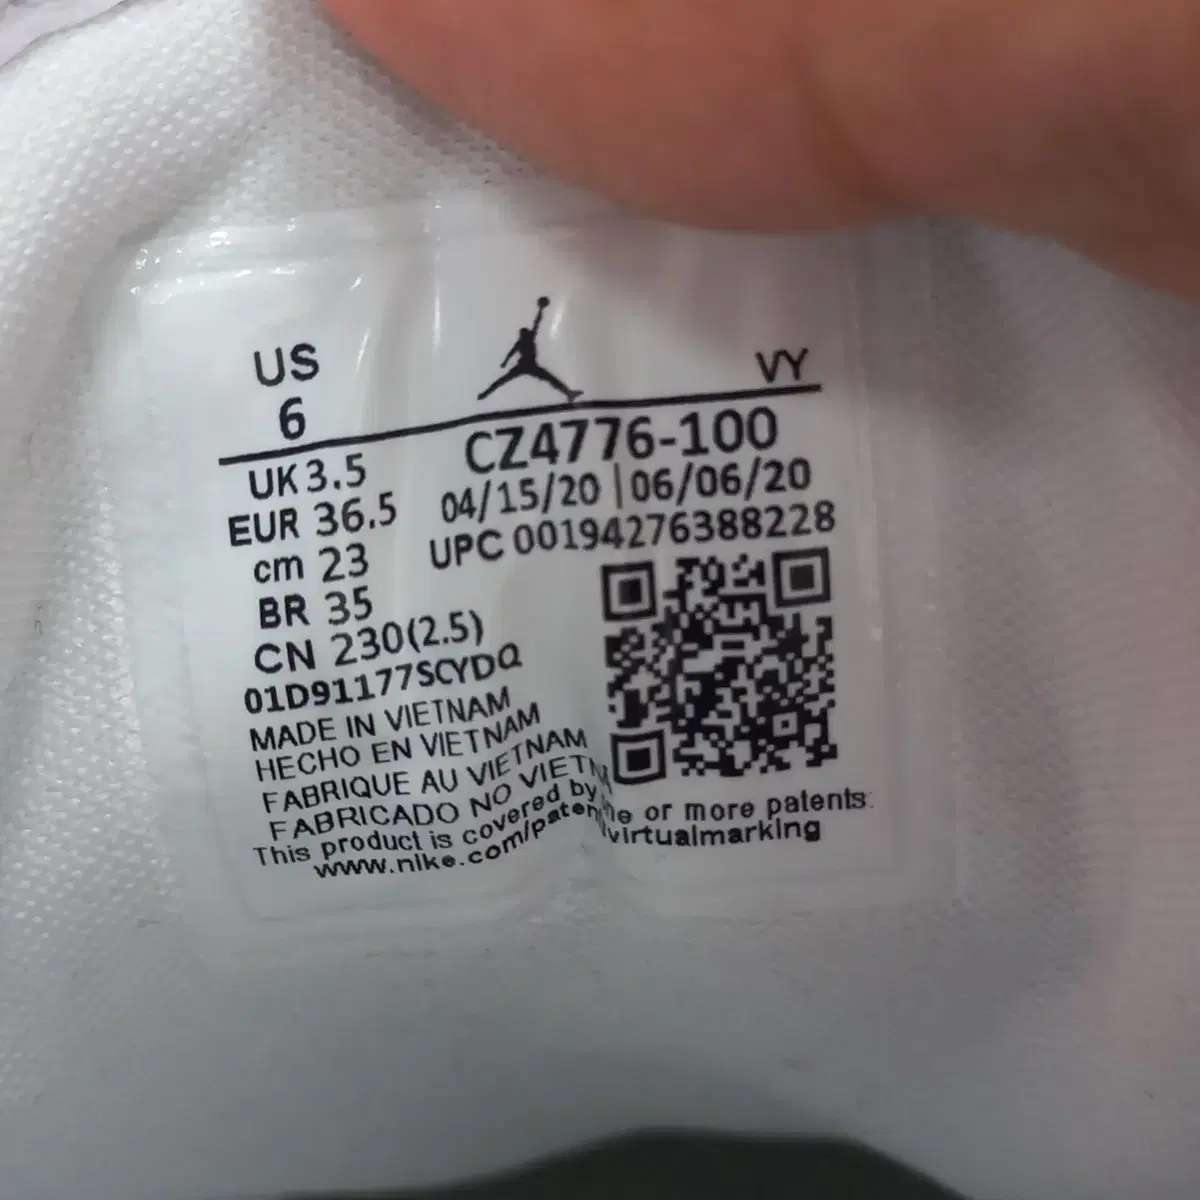 US
6
VY
UK 3.5
EUR 36.5
cm 23
BR 35
CN 230(2.5)
CZ4776-100
04/15/20 | 06/06/20
UPC 00194276388228
01D91177SCYDQ
MADE IN VIETNAM
HECHO EN VIETNAM
FABRIQUE AU VIETNAM
FABRICADO NO VIETNA
This product is covered by ne or more patents:
www.nike.com/paten virtualmarking